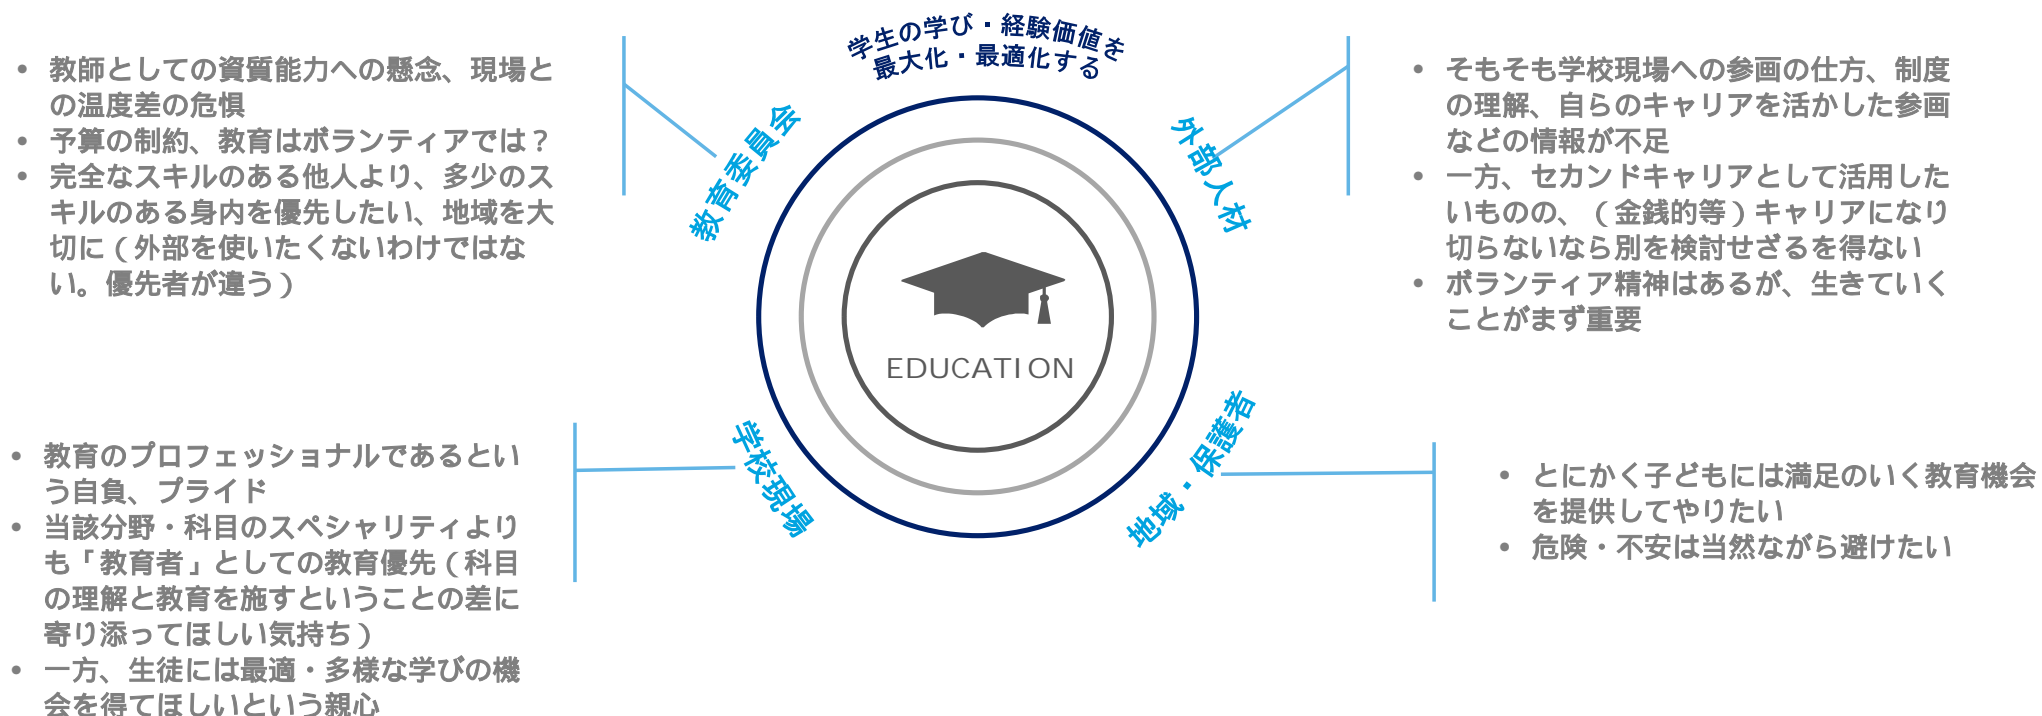 学生の学び・経験価値を
最大化・最適化する
• 教師としての資質能力への懸念、現場と
の温度差の危惧
• 予算の制約、教育はボランティアでは?
• 完全なスキルのある他人より、多少のス
キルのある身内を優先したい、地域を大
切に(外部を使いたくないわけではな
い。優先者が違う)
教育委員会
外部人材
• そもそも学校現場への参画の仕方、制度
の理解、自らのキャリアを活かした参画
などの情報が不足
• 一方、セカンドキャリアとして活用した
いものの、(金銭的等)キャリアになり
切らないなら別を検討せざるを得ない
• ボランティア精神はあるが、生きていく
ことがまず重要
EDUCATION
• 教育のプロフェッショナルであるとい
う自負、プライド
• 当該分野・科目のスペシャリティより
も「教育者」としての教育優先(科目
の理解と教育を施すということの差に
寄り添ってほしい気持ち)
• 一方、生徒には最適・多様な学びの機
会を得てほしいという親心
学校現場
地域・保護者
• とにかく子どもには満足のいく教育機会
を提供してやりたい
• 危険・不安は当然ながら避けたい